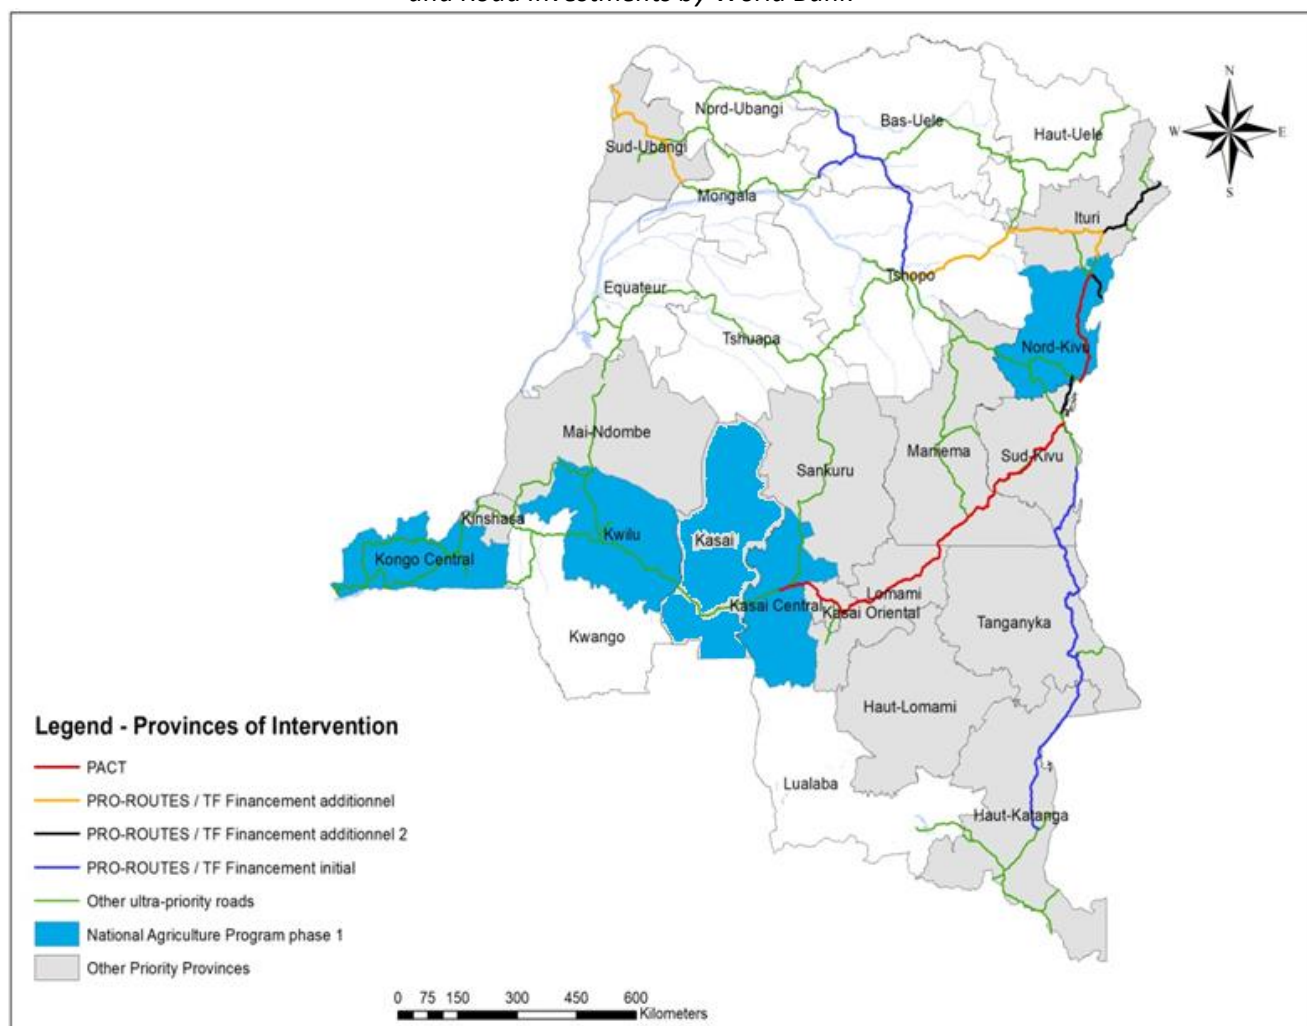 and Road Investments by World Bank
N
W E
S
Nord-Ubangi
Bas-Uele
Haut-Uele
Sud-Ubangi
Mongala
Ituri
Tshopo
Equateur
Tshuapa
Nord-Kivu
Mai-Ndombe
Maniema
Sud-Kivu
Sankuru
Kinshasa
Kwilu
Kasai
Kongo Central
Lomami
Kasai Central
Kasai Oriental
Tanganyka
Kwango
Haut-Lomami
Lualaba
Haut-Katanga
Legend - Provinces of Intervention
PACT
PRO-ROUTES / TF Financement additionnel
PRO-ROUTES / TF Financement additionnel 2
PRO-ROUTES / TF Financement initial
Other ultra-priority roads
National Agriculture Program phase 1
Other Priority Provinces
0 75 150 300 450 600
Kilometers